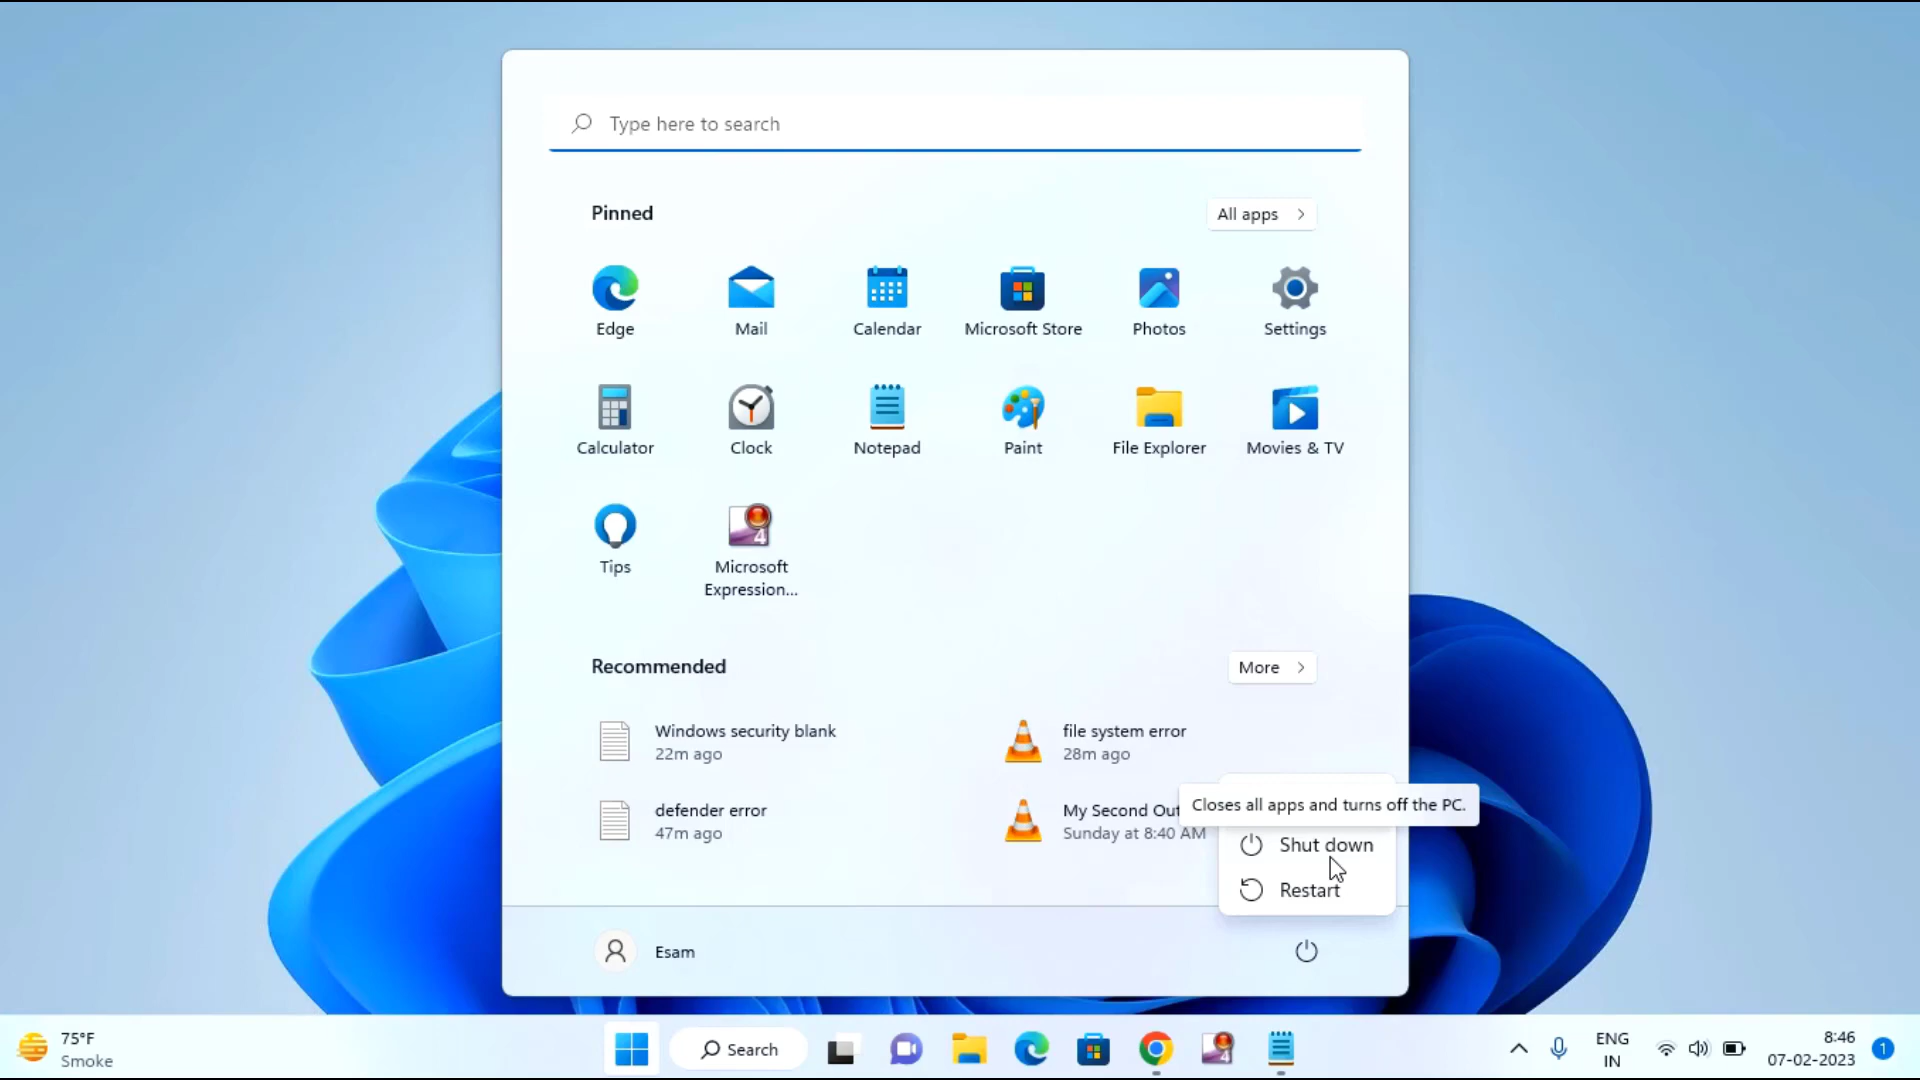 Type here to search
Pinned
All apps
Edge
Mail
Calendar
Microsoft Store
Photos
Settings
Calculator
Clock
Notepad
Paint
File Explorer
Movies & TV
Tips
Microsoft
Expression...
4
Recommended
More
Windows security blank
22m ago
file system error
28m ago
defender error
47m ago
My Second Out
Sunday at 8:40 AM
Closes all apps and turns off the PC.
Shut down
Restart
Esam
75°F
Smoke
Search
4
ENG
IN
8:46
07-02-2023
1